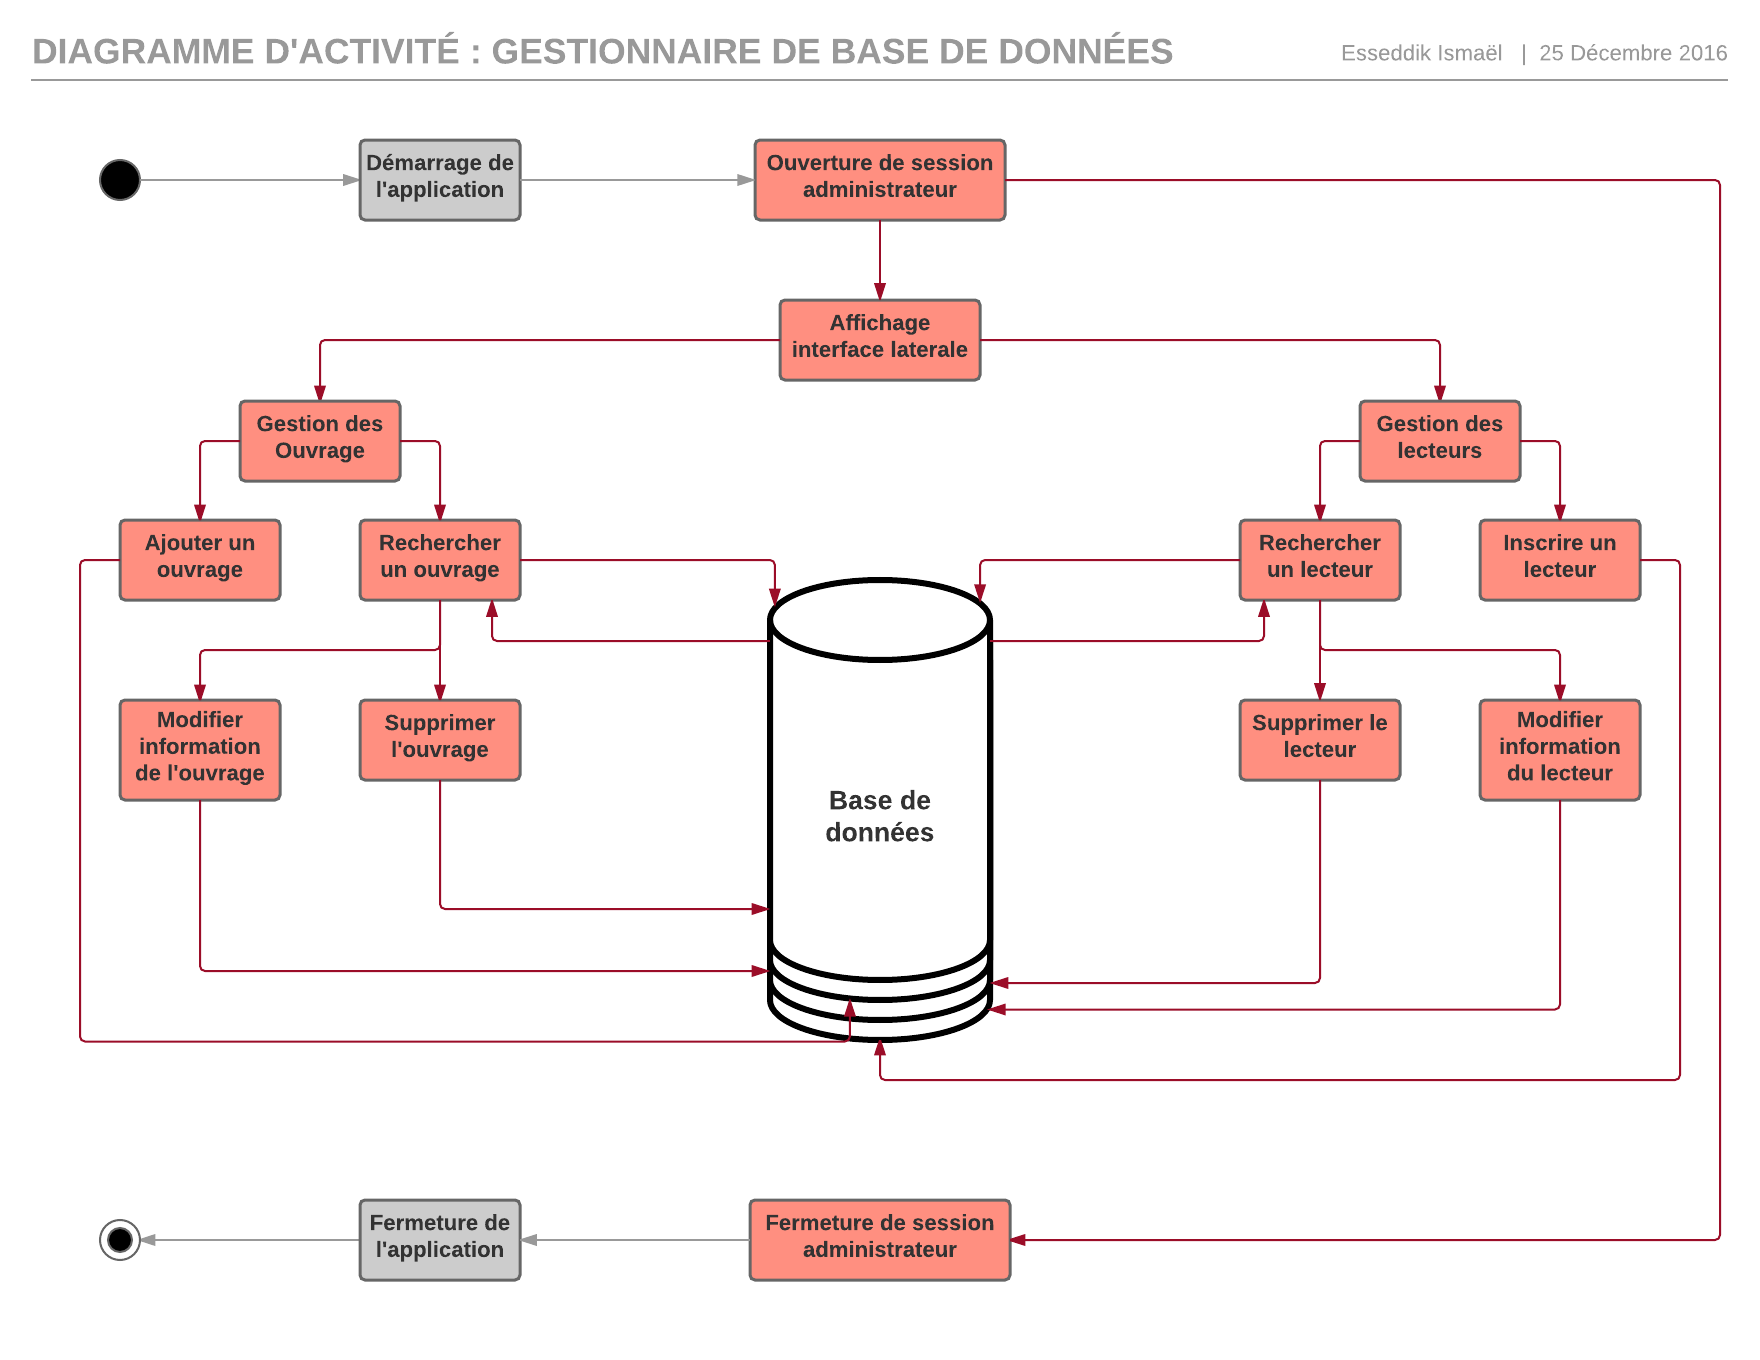 DIAGRAMME D'ACTIVITÉ : GESTIONNAIRE DE BASE DE DONNÉES
Esseddik Ismaël | 25 Décembre 2016
Démarrage de
l'application
Ouverture de session
administrateur
Affichage
interface laterale
Gestion des
Ouvrage
Gestion des
lecteurs
Ajouter un
ouvrage
Rechercher
un ouvrage
Rechercher
un lecteur
Inscrire un
lecteur
Modifier
information
de l'ouvrage
Supprimer
l'ouvrage
Supprimer le
lecteur
Modifier
information
du lecteur
Base de
données
Fermeture de
l'application
Fermeture de session
administrateur